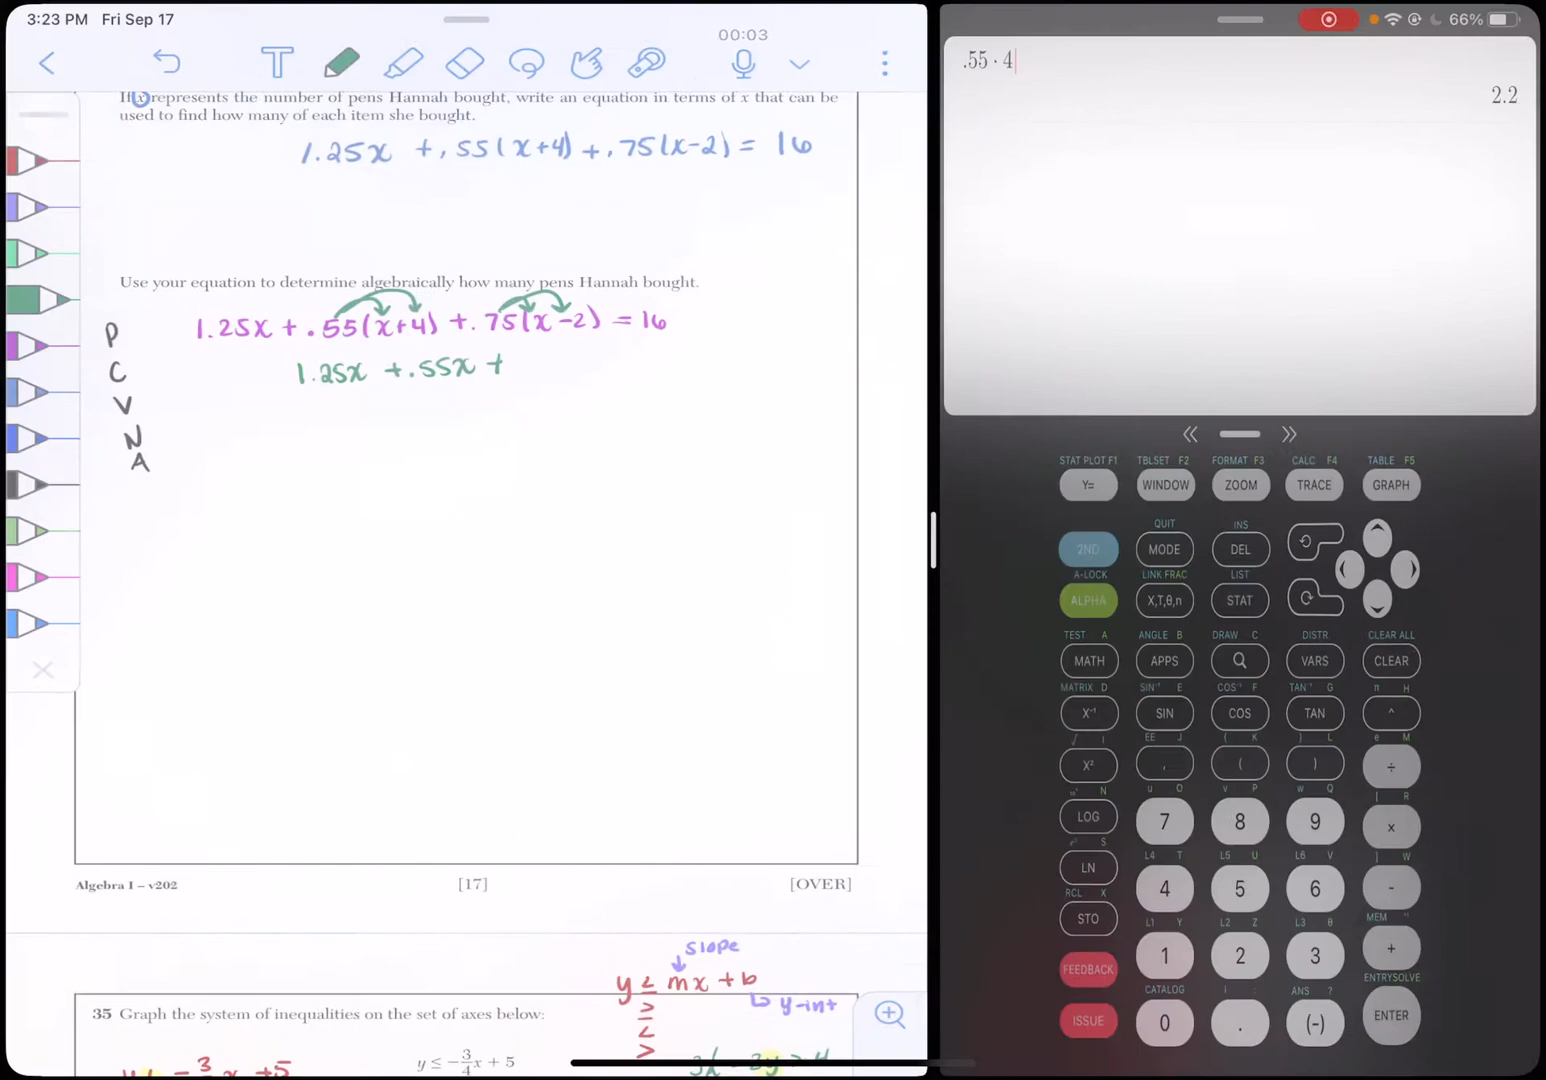 3:23 PM Fri Sep 17
00:03
66%
If x represents the number of pens Hannah bought, write an equation in terms of x that can be
used to find how many of each item she bought.
1.25x + .55(x+4) + .75(x-2) = 16
Use your equation to determine algebraically how many pens Hannah bought.
P
C
V
N
A
1.25x + .55(x+4) + .75(x-2) = 16
1.25x + .55x +
Algebra I – v202 [17] [OVER]
slope
y ≤ mx + b
≥
<
>
y-int
35 Graph the system of inequalities on the set of axes below:
y ≤ -3/4x + 5
.55 · 4
2.2
STAT PLOT F1 TBLSET F2 FORMAT F3 CALC F4 TABLE F5
Y= WINDOW ZOOM TRACE GRAPH
QUIT INS
2ND MODE DEL
A-LOCK LINK FRAC LIST
ALPHA X,T,θ,n STAT
TEST A ANGLE B DRAW C DISTR CLEAR ALL
MATH APPS VARS CLEAR
MATRIX D SIN⁻¹ E COS⁻¹ F TAN⁻¹ G π H
X⁻¹ SIN COS TAN ^
√ I EE J { K } L e M
X² , ( ) ÷
N u O v P w Q [ R
LOG 7 8 9 x
S L4 T L5 U L6 V ] W
LN 4 5 6 -
RCL X L1 Y L2 Z L3 θ MEM
STO 1 2 3 +
CATALOG ANS ? ENTRYSOLVE
FEEDBACK
ISSUE 0 . (-) ENTER